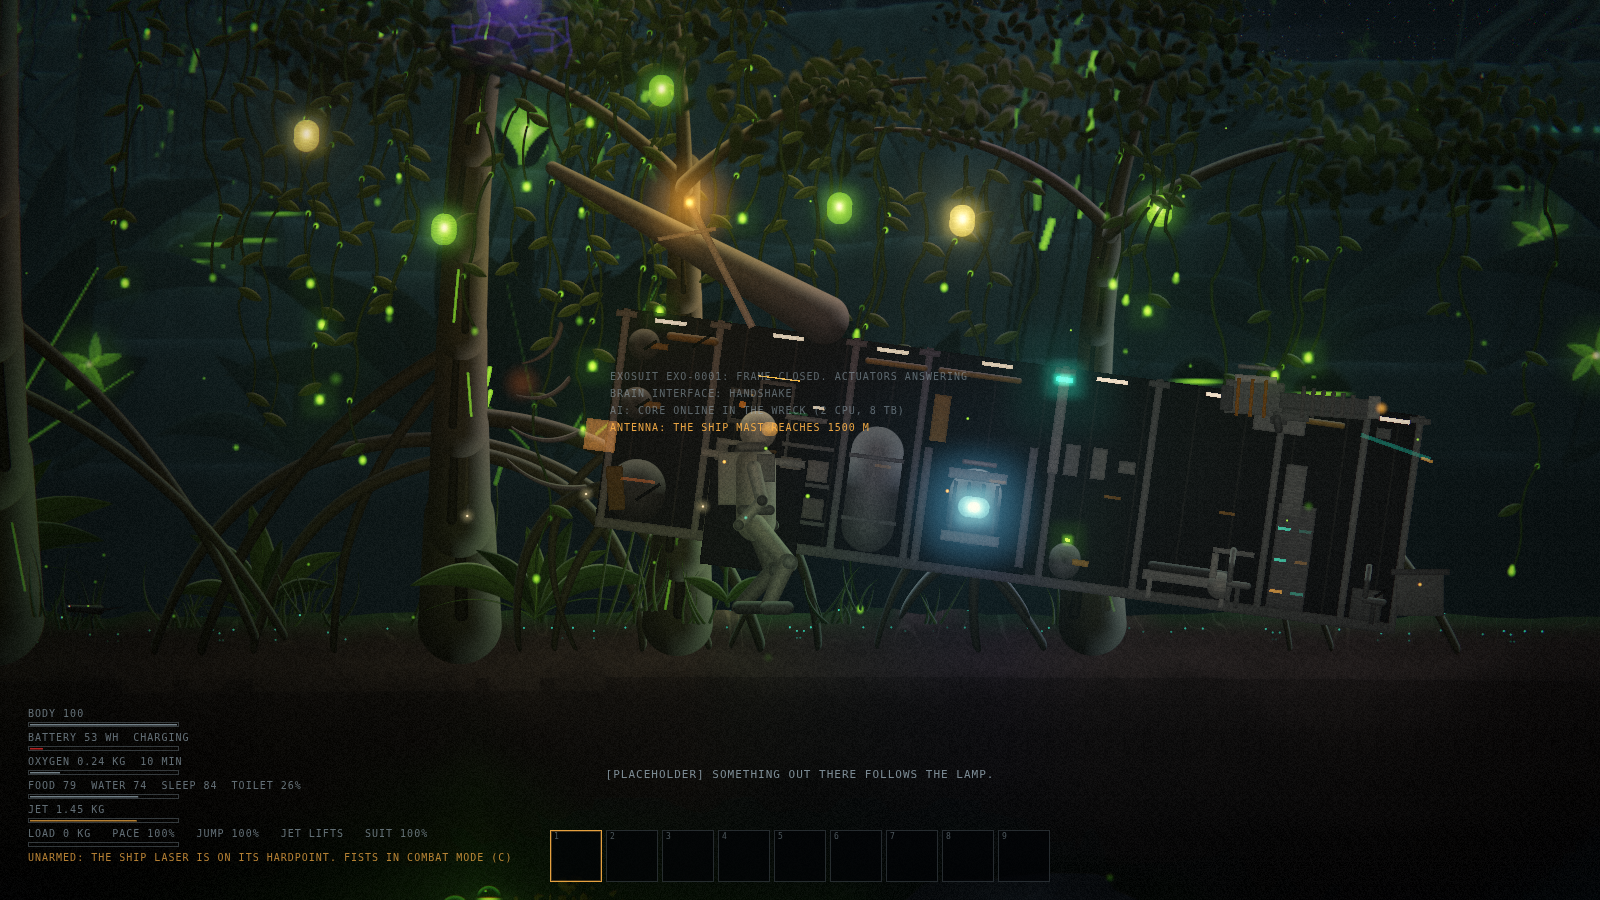 EXOSUIT EXO-0001: FRAME CLOSED. ACTUATORS ANSWERING
BRAIN INTERFACE: HANDSHAKE
AI: CORE ONLINE IN THE WRECK (2 CPU, 8 TB)
ANTENNA: THE SHIP MAST REACHES 1500 M
BODY 100
BATTERY 53 WH CHARGING
OXYGEN 0.24 KG 10 MIN
FOOD 79 WATER 74 SLEEP 84 TOILET 26%
JET 1.45 KG
LOAD 0 KG PACE 100% JUMP 100% JET LIFTS SUIT 100%
UNARMED: THE SHIP LASER IS ON ITS HARDPOINT. FISTS IN COMBAT MODE (C)
[PLACEHOLDER] SOMETHING OUT THERE FOLLOWS THE LAMP.
1 2 3 4 5 6 7 8 9